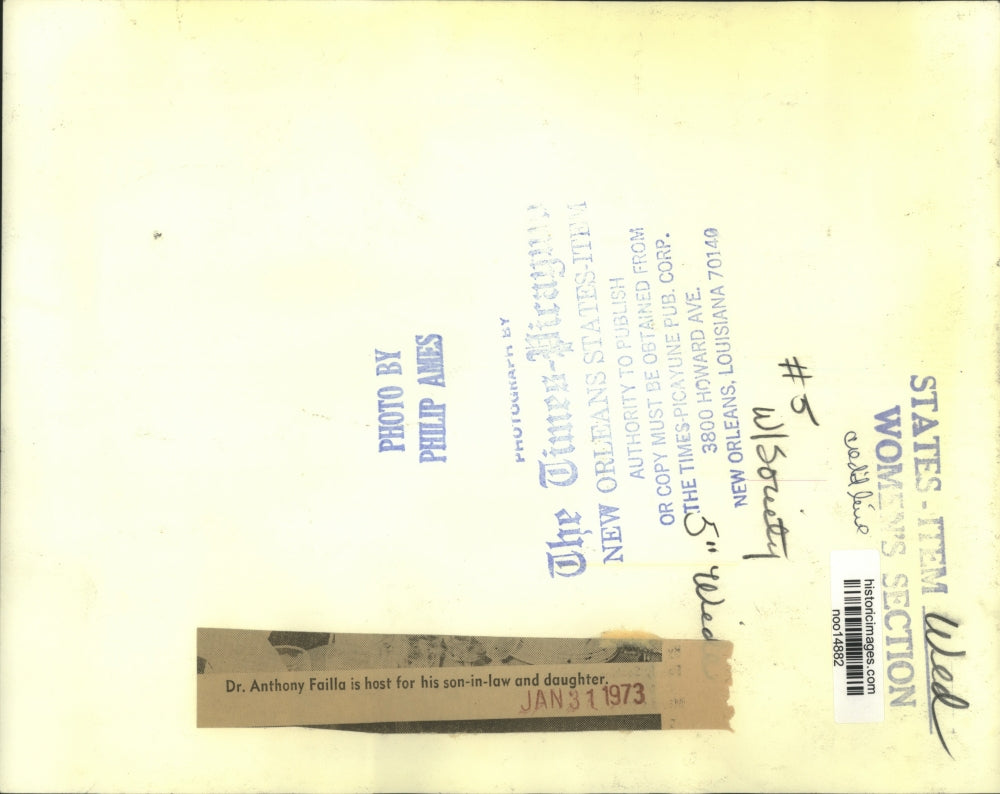 PHOTO BY
PHILIP AMES
PHOTOGRAPH BY
The Times-Picayune
NEW ORLEANS STATES-ITEM
AUTHORITY TO PUBLISH
OR COPY MUST BE OBTAINED FROM
THE TIMES-PICAYUNE PUB. CORP.
3800 HOWARD AVE.
NEW ORLEANS, LOUISIANA 70140
5" Wide
# 5
W/Society
credit line
STATES-ITEM
WOMEN'S SECTION
Wed
historicimages.com
noo14882
Dr. Anthony Failla is host for his son-in-law and daughter.
JAN 31 1973